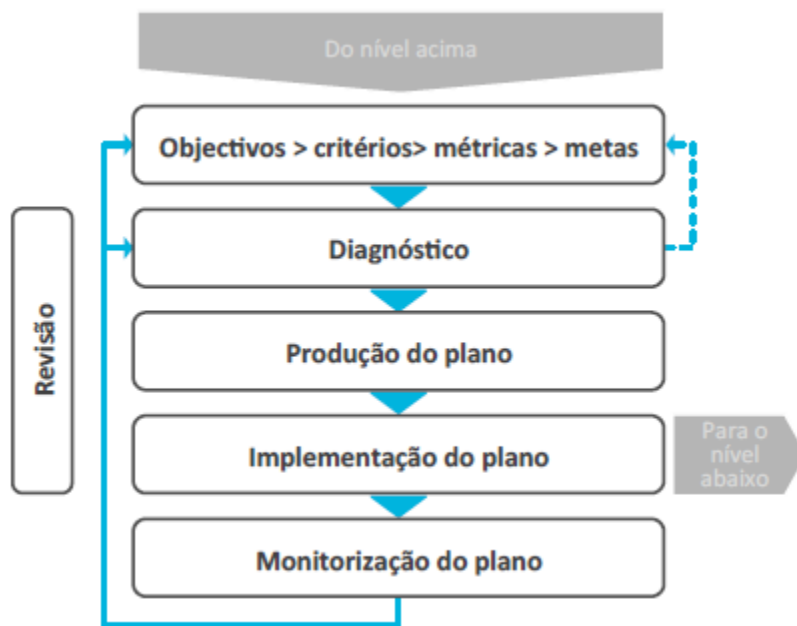 Do nível acima
Objectivos > critérios> métricas > metas
Diagnóstico
Revisão
Produção do plano
Implementação do plano
Para o
nível
abaixo
Monitorização do plano